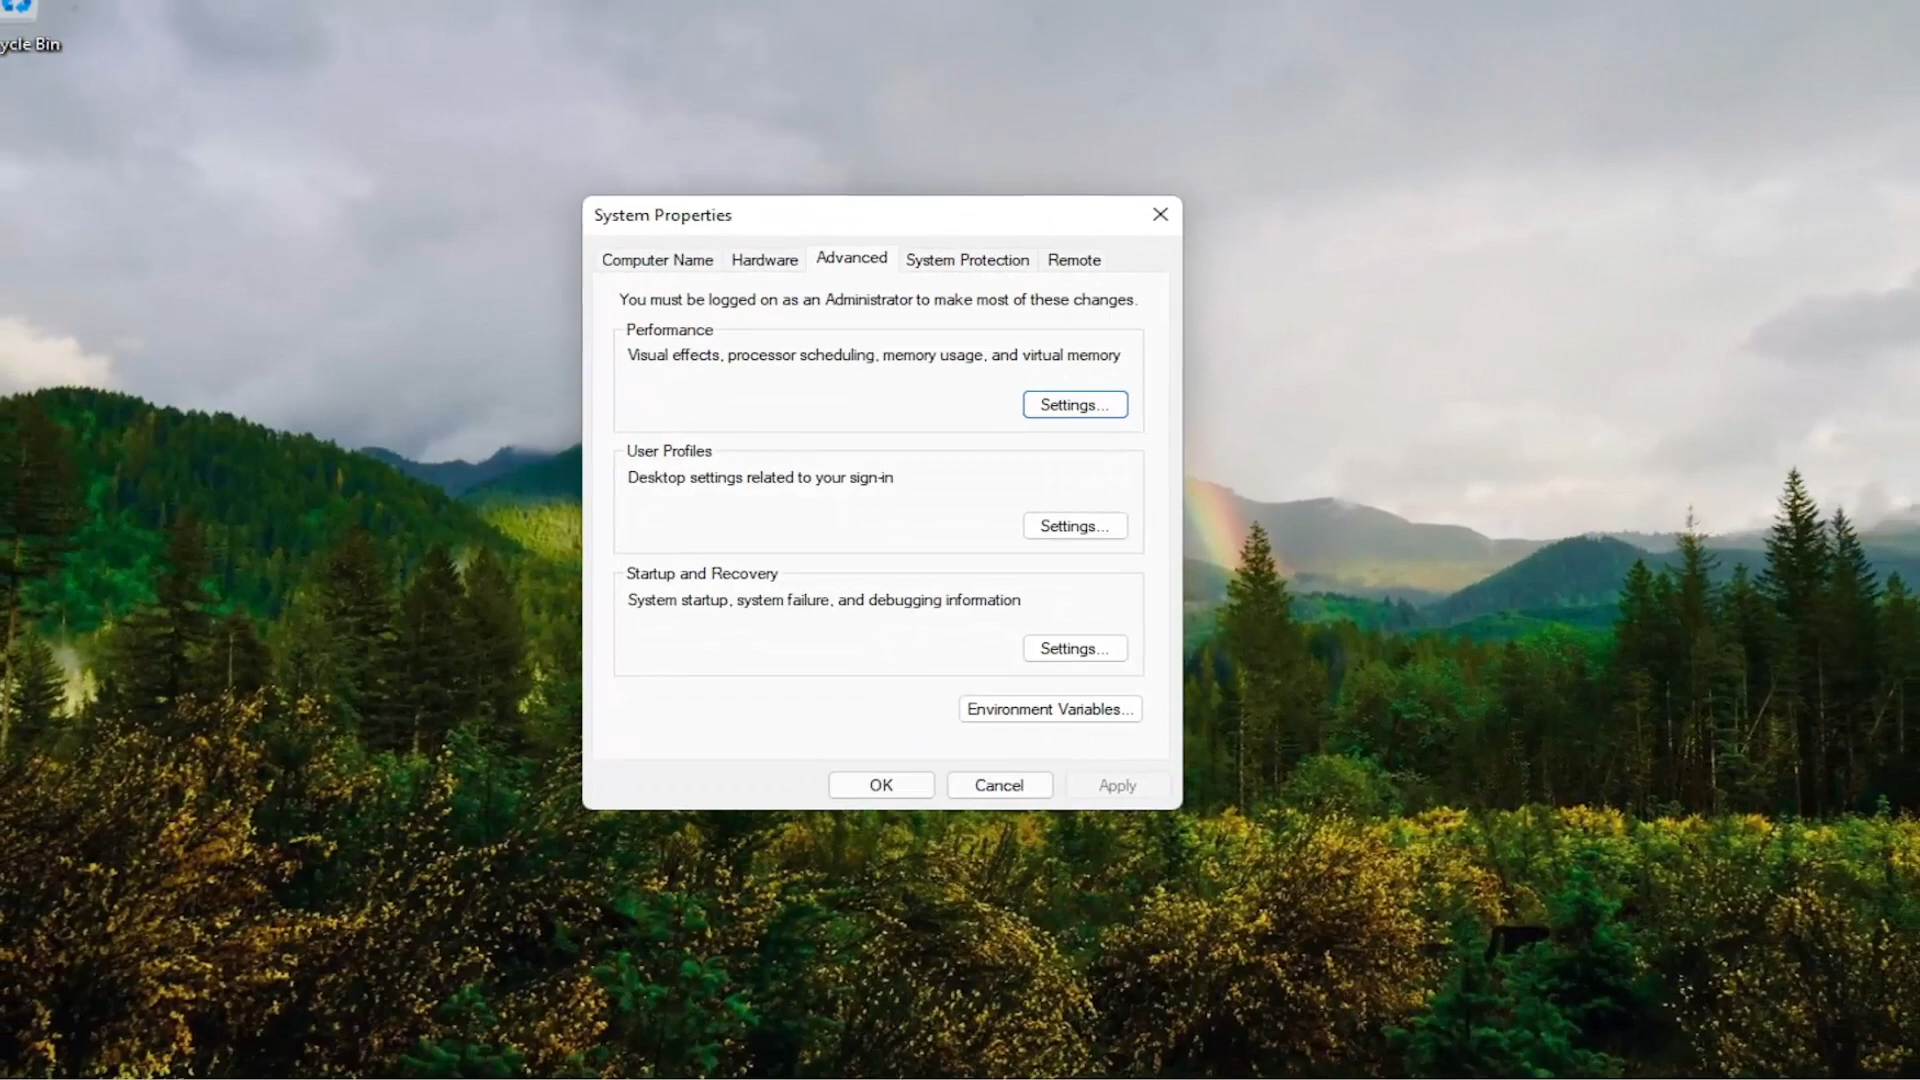 ycle Bin
System Properties
Computer Name Hardware Advanced System Protection Remote
You must be logged on as an Administrator to make most of these changes.
Performance
Visual effects, processor scheduling, memory usage, and virtual memory
Settings...
User Profiles
Desktop settings related to your sign-in
Settings...
Startup and Recovery
System startup, system failure, and debugging information
Settings...
Environment Variables...
OK Cancel Apply